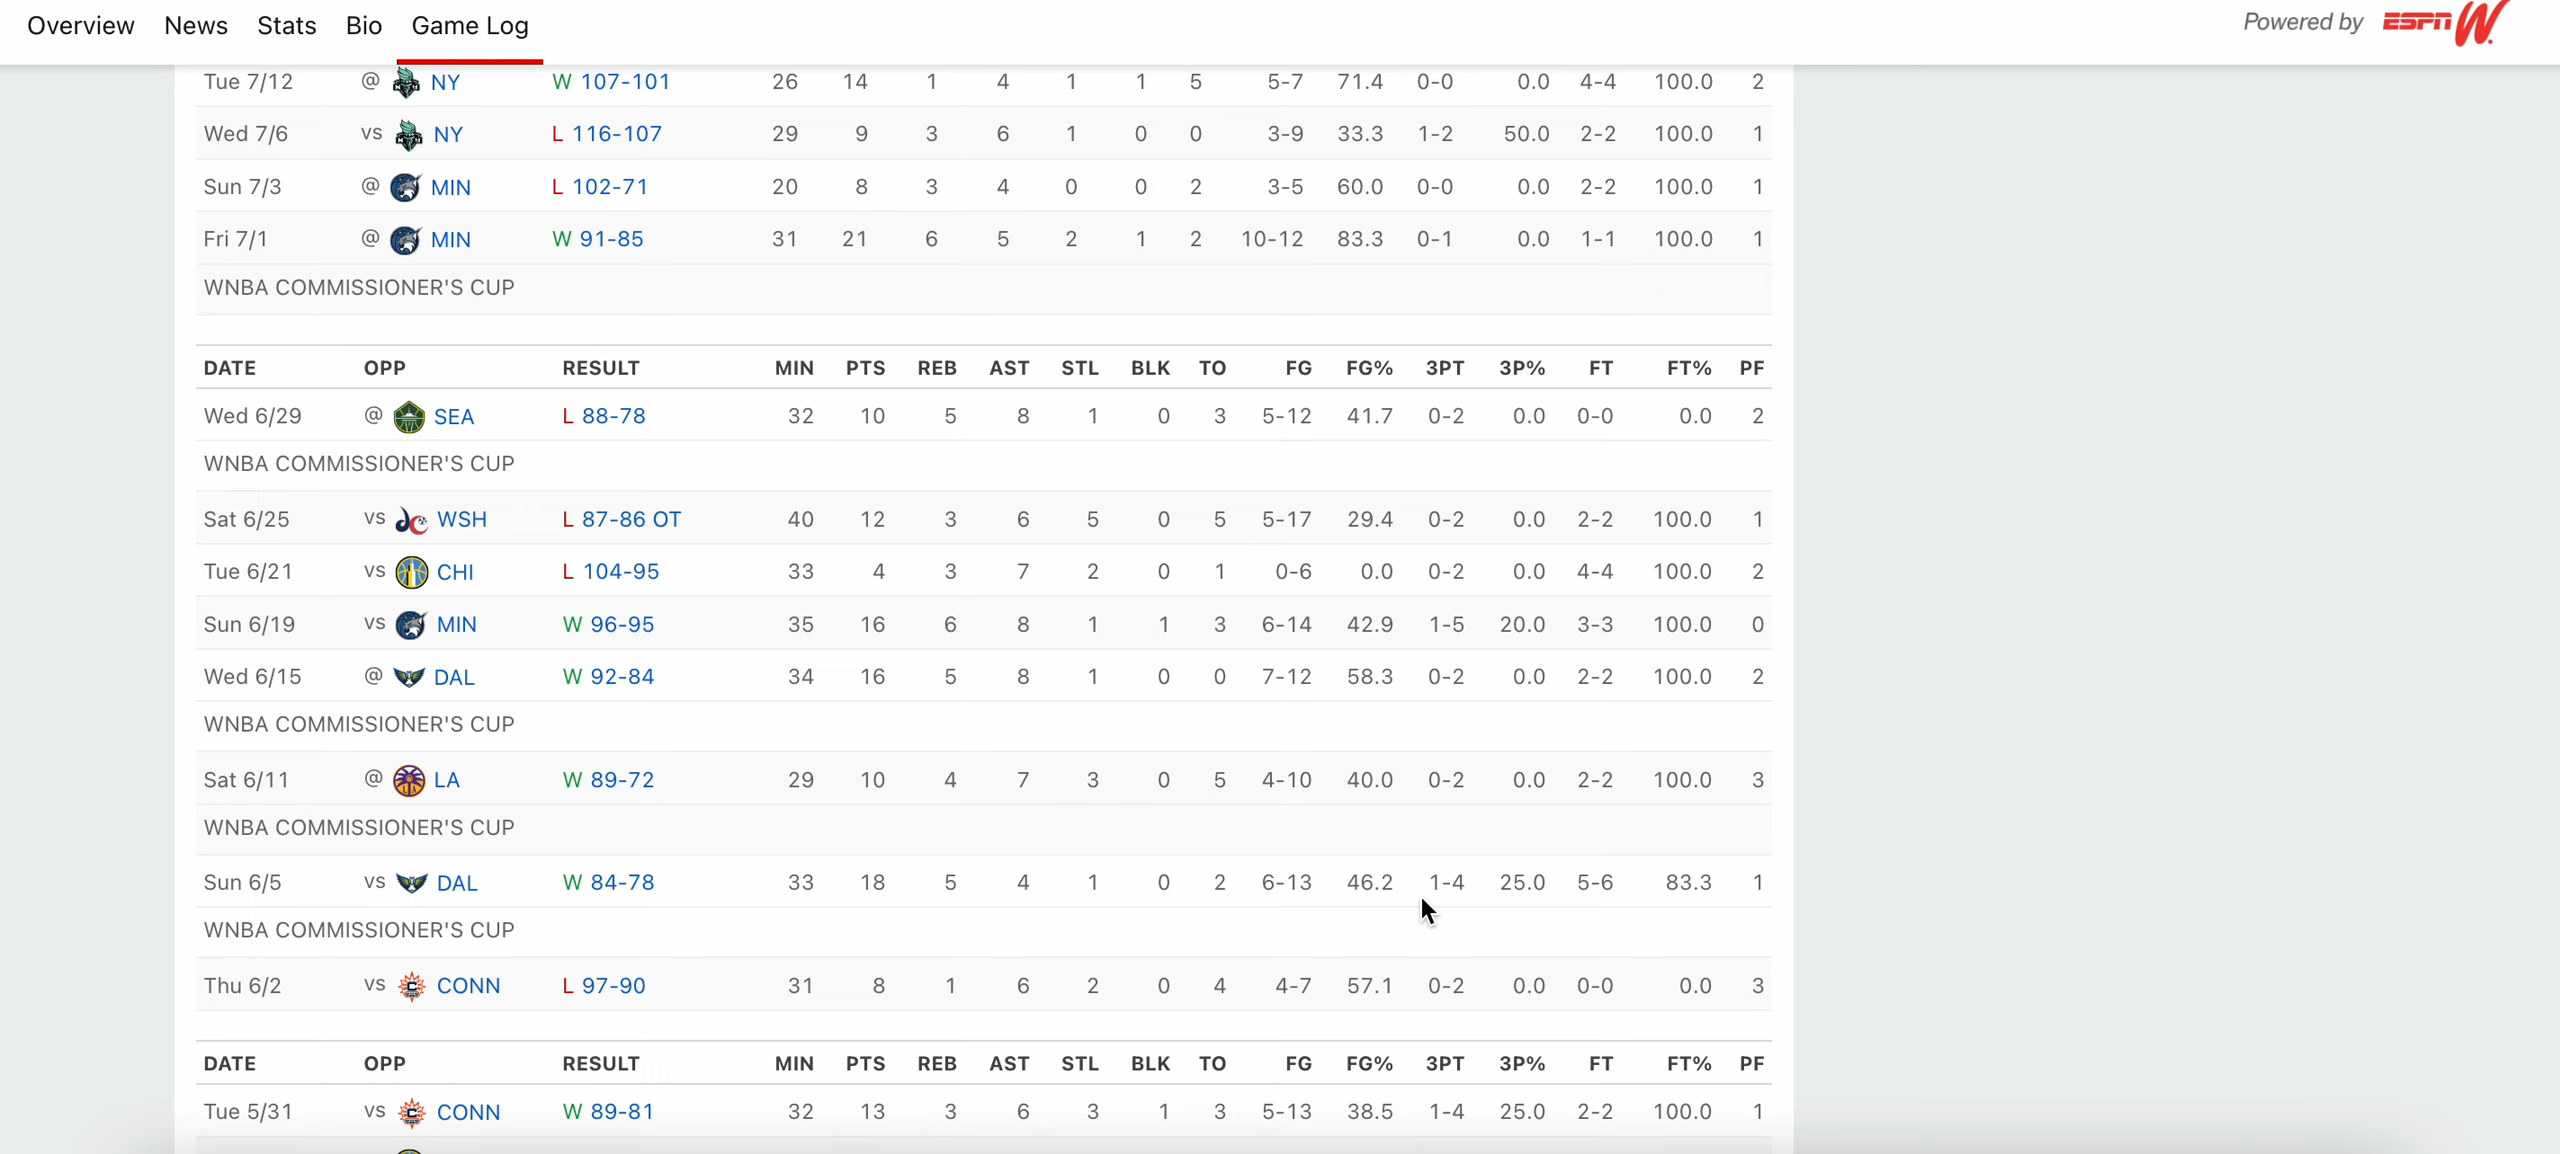 Overview News Stats Bio Game Log Powered by ESPN W
Tue 7/12 @ NY W 107-101 26 14 1 4 1 1 5 5-7 71.4 0-0 0.0 4-4 100.0 2
Wed 7/6 vs NY L 116-107 29 9 3 6 1 0 0 3-9 33.3 1-2 50.0 2-2 100.0 1
Sun 7/3 @ MIN L 102-71 20 8 3 4 0 0 2 3-5 60.0 0-0 0.0 2-2 100.0 1
Fri 7/1 @ MIN W 91-85 31 21 6 5 2 1 2 10-12 83.3 0-1 0.0 1-1 100.0 1
WNBA COMMISSIONER'S CUP
DATE OPP RESULT MIN PTS REB AST STL BLK TO FG FG% 3PT 3P% FT FT% PF
Wed 6/29 @ SEA L 88-78 32 10 5 8 1 0 3 5-12 41.7 0-2 0.0 0-0 0.0 2
WNBA COMMISSIONER'S CUP
Sat 6/25 vs WSH L 87-86 OT 40 12 3 6 5 0 5 5-17 29.4 0-2 0.0 2-2 100.0 1
Tue 6/21 vs CHI L 104-95 33 4 3 7 2 0 1 0-6 0.0 0-2 0.0 4-4 100.0 2
Sun 6/19 vs MIN W 96-95 35 16 6 8 1 1 3 6-14 42.9 1-5 20.0 3-3 100.0 0
Wed 6/15 @ DAL W 92-84 34 16 5 8 1 0 0 7-12 58.3 0-2 0.0 2-2 100.0 2
WNBA COMMISSIONER'S CUP
Sat 6/11 @ LA W 89-72 29 10 4 7 3 0 5 4-10 40.0 0-2 0.0 2-2 100.0 3
WNBA COMMISSIONER'S CUP
Sun 6/5 vs DAL W 84-78 33 18 5 4 1 0 2 6-13 46.2 1-4 25.0 5-6 83.3 1
WNBA COMMISSIONER'S CUP
Thu 6/2 vs CONN L 97-90 31 8 1 6 2 0 4 4-7 57.1 0-2 0.0 0-0 0.0 3
DATE OPP RESULT MIN PTS REB AST STL BLK TO FG FG% 3PT 3P% FT FT% PF
Tue 5/31 vs CONN W 89-81 32 13 3 6 3 1 3 5-13 38.5 1-4 25.0 2-2 100.0 1